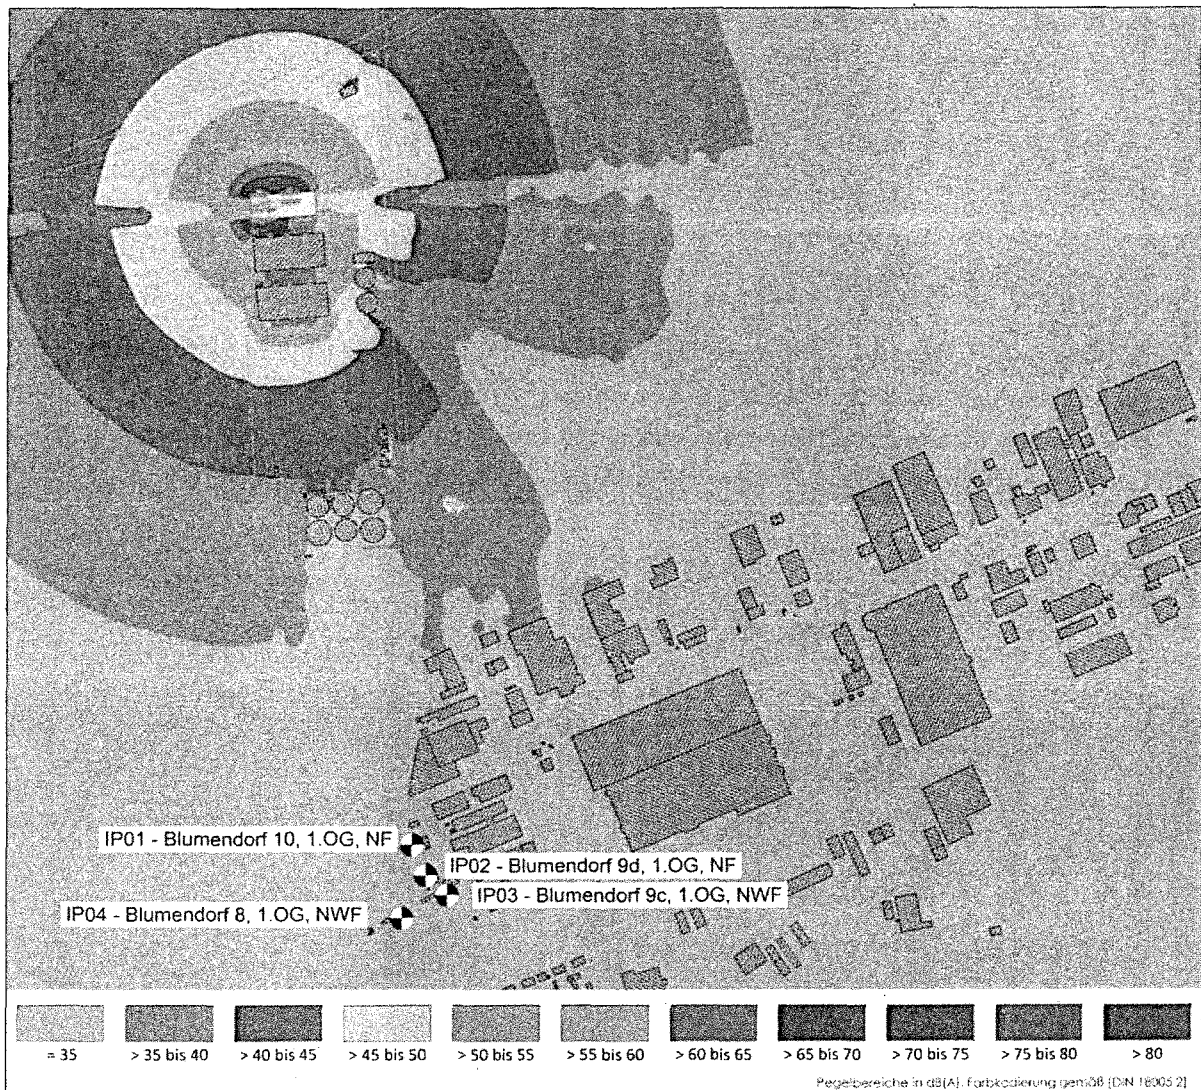 IP01 - Blumendorf 10, 1.OG, NF
IP02 - Blumendorf 9d, 1.OG, NF
IP03 - Blumendorf 9c, 1.OG, NWF
IP04 - Blumendorf 8, 1.OG, NWF
= 35
> 35 bis 40
> 40 bis 45
> 45 bis 50
> 50 bis 55
> 55 bis 60
> 60 bis 65
> 65 bis 70
> 70 bis 75
> 75 bis 80
> 80
Pegelbereiche in dB(A), Farbkodierung gemäß [DIN 18005.2]